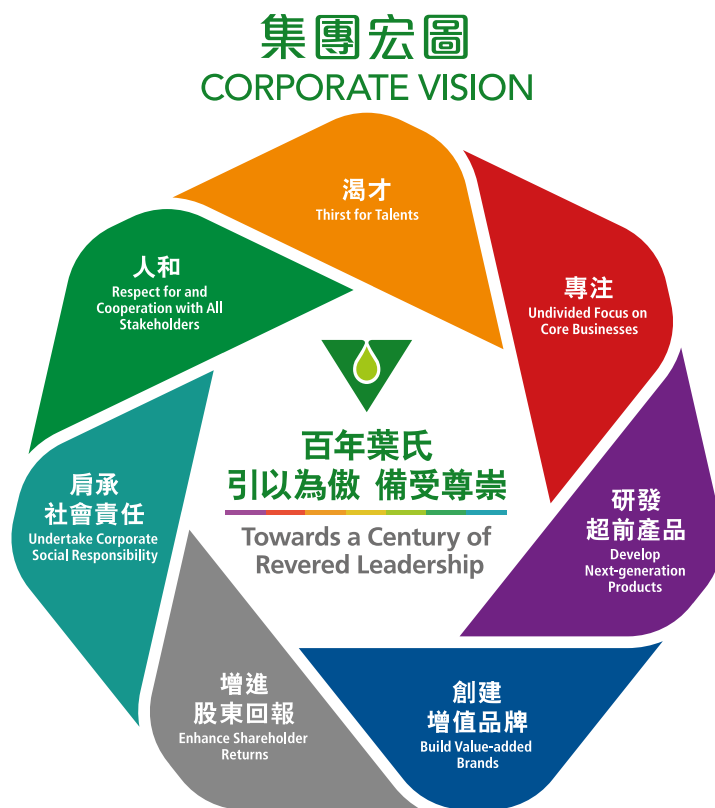 集團宏圖
CORPORATE VISION
渴才
Thirst for Talents
專注
Undivided Focus on
Core Businesses
研發
超前產品
Develop
Next-generation
Products
創建
增值品牌
Build Value-added
Brands
增進
股東回報
Enhance Shareholder
Returns
肩承
社會責任
Undertake Corporate
Social Responsibility
人和
Respect for and
Cooperation with All
Stakeholders
百年葉氏
引以為傲 備受尊崇
Towards a Century of
Revered Leadership